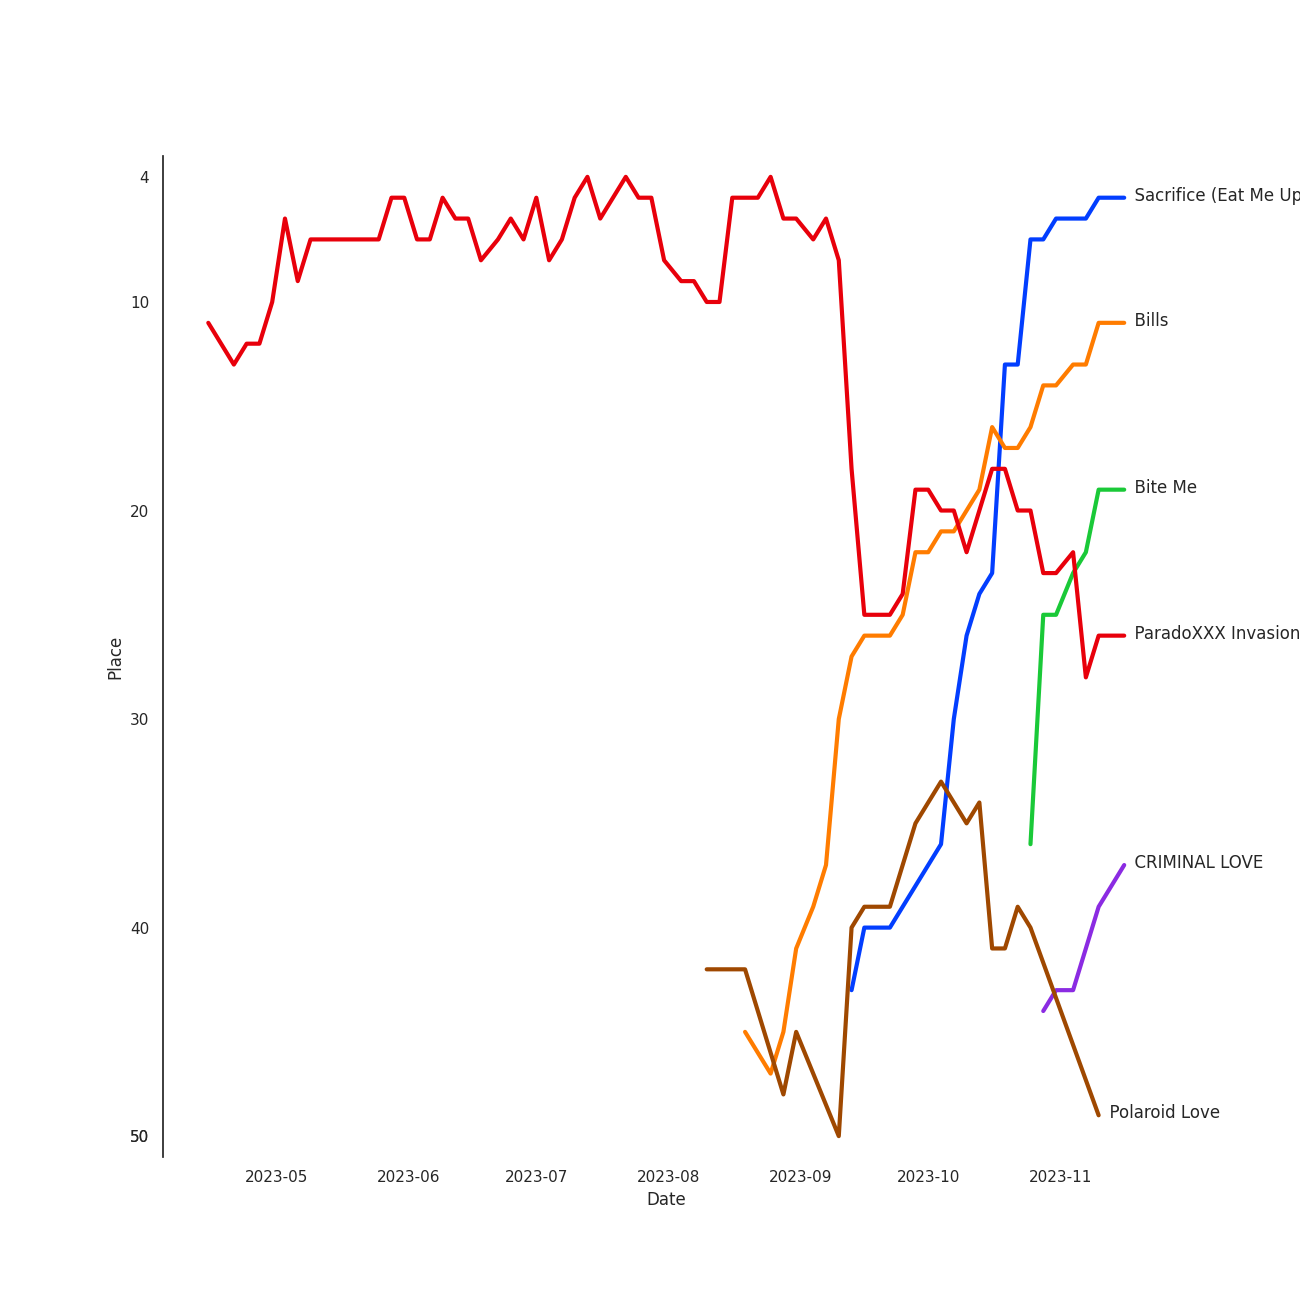 4
10
20
30
40
50
Place
2023-05
2023-06
2023-07
2023-08
2023-09
2023-10
2023-11
Date
Sacrifice (Eat Me Up
Bills
Bite Me
ParadoXXX Invasion
CRIMINAL LOVE
Polaroid Love